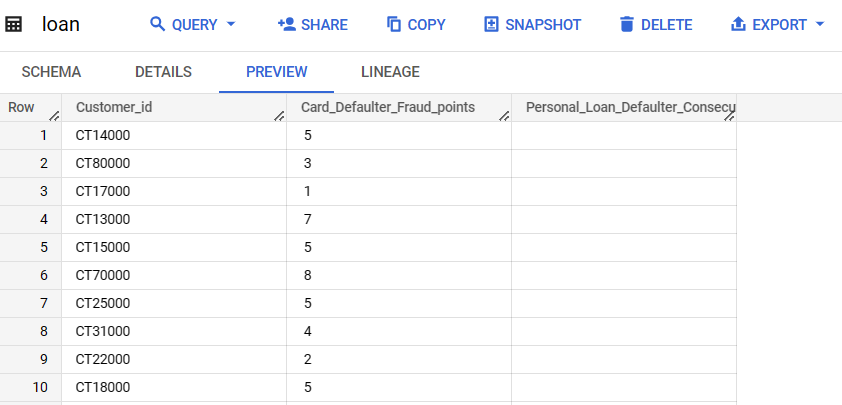 loan QUERY SHARE COPY SNAPSHOT DELETE EXPORT
SCHEMA DETAILS PREVIEW LINEAGE
Row Customer_id Card_Defaulter_Fraud_points Personal_Loan_Defaulter_Consecu
1 CT14000 5
2 CT80000 3
3 CT17000 1
4 CT13000 7
5 CT15000 5
6 CT70000 8
7 CT25000 5
8 CT31000 4
9 CT22000 2
10 CT18000 5